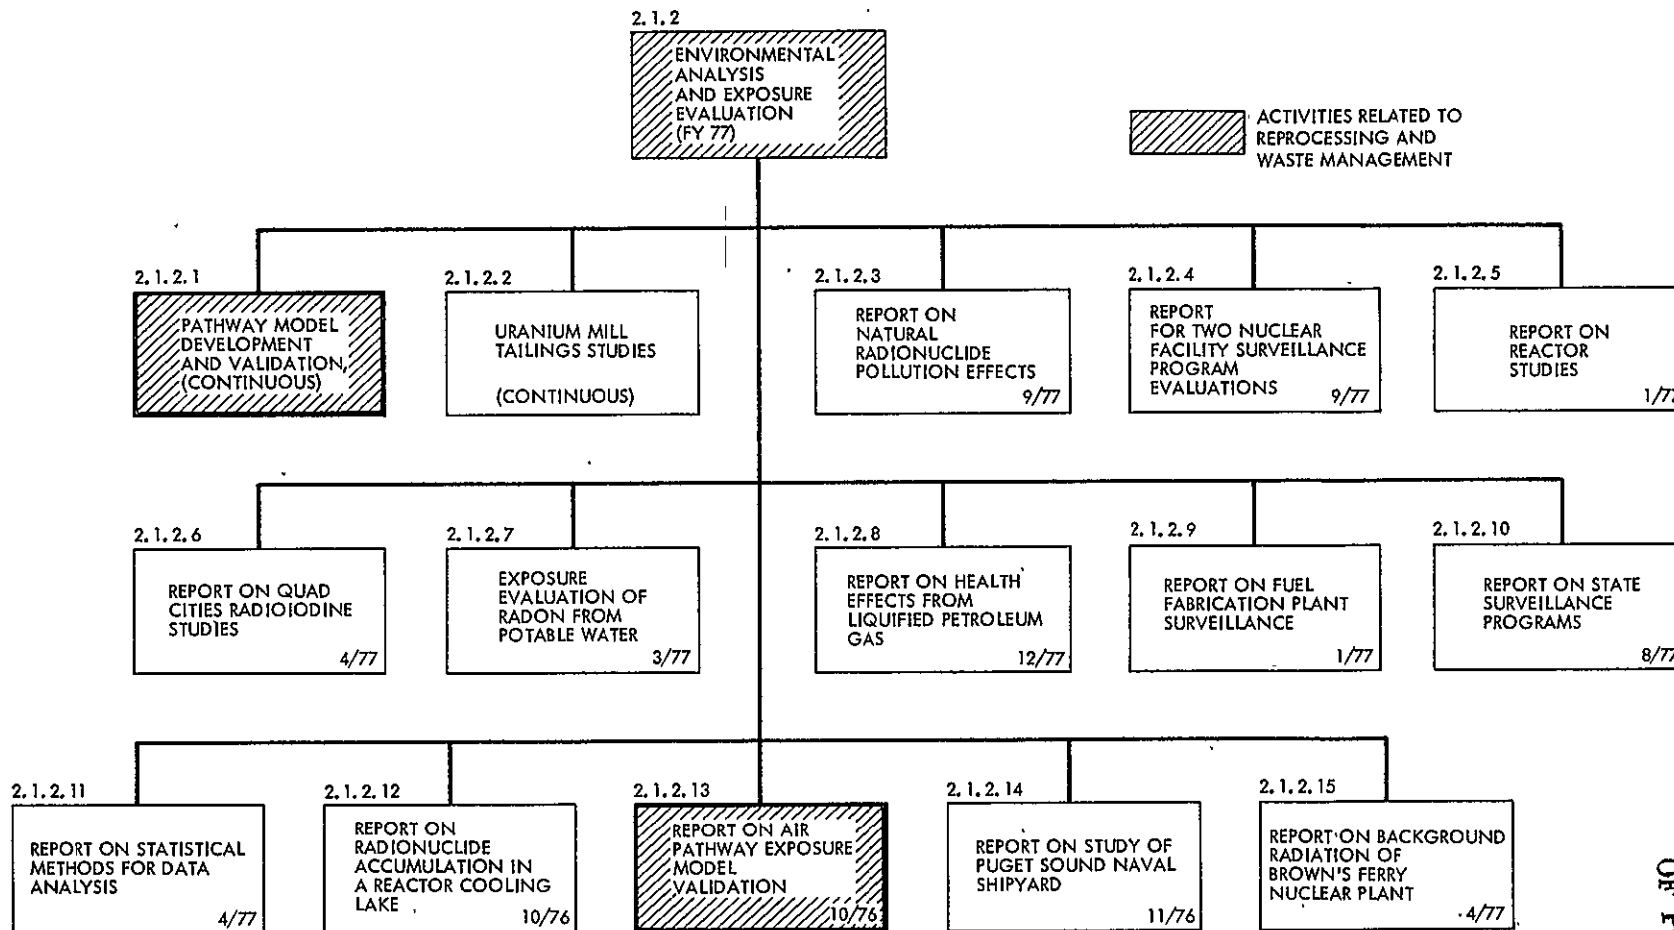 2.1.2
ENVIRONMENTAL
ANALYSIS
AND EXPOSURE
EVALUATION
(FY 77)
ACTIVITIES RELATED TO
REPROCESSING AND
WASTE MANAGEMENT
2.1.2.1
PATHWAY MODEL
DEVELOPMENT
AND VALIDATION,
(CONTINUOUS)
2.1.2.2
URANIUM MILL
TAILINGS STUDIES
(CONTINUOUS)
2.1.2.3
REPORT ON
NATURAL
RADIONUCLIDE
POLLUTION EFFECTS
9/77
2.1.2.4
REPORT
FOR TWO NUCLEAR
FACILITY SURVEILLANCE
PROGRAM
EVALUATIONS
9/77
2.1.2.5
REPORT ON
REACTOR
STUDIES
1/77
2.1.2.6
REPORT ON QUAD
CITIES RADIOIODINE
STUDIES
4/77
2.1.2.7
EXPOSURE
EVALUATION OF
RADON FROM
POTABLE WATER
3/77
2.1.2.8
REPORT ON HEALTH
EFFECTS FROM
LIQUIFIED PETROLEUM
GAS
12/77
2.1.2.9
REPORT ON FUEL
FABRICATION PLANT
SURVEILLANCE
1/77
2.1.2.10
REPORT ON STATE
SURVEILLANCE
PROGRAMS
8/77
2.1.2.11
REPORT ON STATISTICAL
METHODS FOR DATA
ANALYSIS
4/77
2.1.2.12
REPORT ON
RADIONUCLIDE
ACCUMULATION IN
A REACTOR COOLING
LAKE
10/76
2.1.2.13
REPORT ON AIR
PATHWAY EXPOSURE
MODEL
VALIDATION
10/76
2.1.2.14
REPORT ON STUDY OF
PUGET SOUND NAVAL
SHIPYARD
11/76
2.1.2.15
REPORT ON BACKGROUND
RADIATION OF
BROWN'S FERRY
NUCLEAR PLANT
4/77